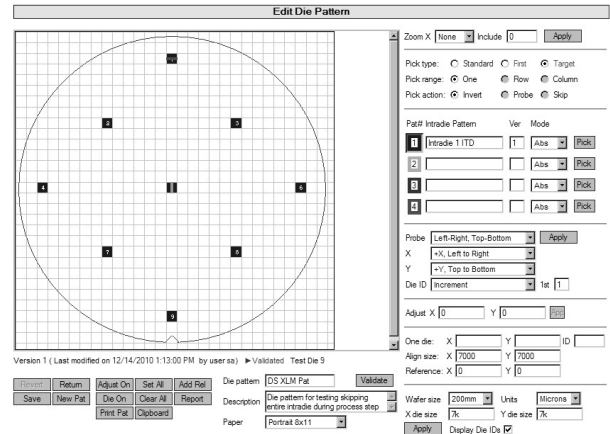 Edit Die Pattern
Zoom X None Include 0 Apply
Pick type: Standard First Target
Pick range: One Row Column
Pick action: Invert Probe Skip
Pat# Intradie Pattern Ver Mode
1 Intradie 1 ITD 1 Abs Pick
2 Abs Pick
3 Abs Pick
4 Abs Pick
Probe Left-Right, Top-Bottom Apply
X +X, Left to Right
Y +Y, Top to Bottom
Die ID Increment 1st 1
Adjust X 0 Y 0 App
One die: X Y ID
Align size: X 7000 Y 7000
Reference: X 0 Y 0
Wafer size 200mm Units Microns
X die size 7k Y die size 7k
Apply Display Die IDs
2 3
4 6
7 8
9
Version 1 ( Last modified on 12/14/2010 1:13:00 PM by user sa) Validated Test Die 9
Revert Return Adjust On Set All Add Rel
Save New Pat Die On Clear All Report
Print Pat Clipboard
Die pattern DS XLM Pat Validate
Description Die pattern for testing skipping
entire intradie during process step
Paper Portrait 8x11